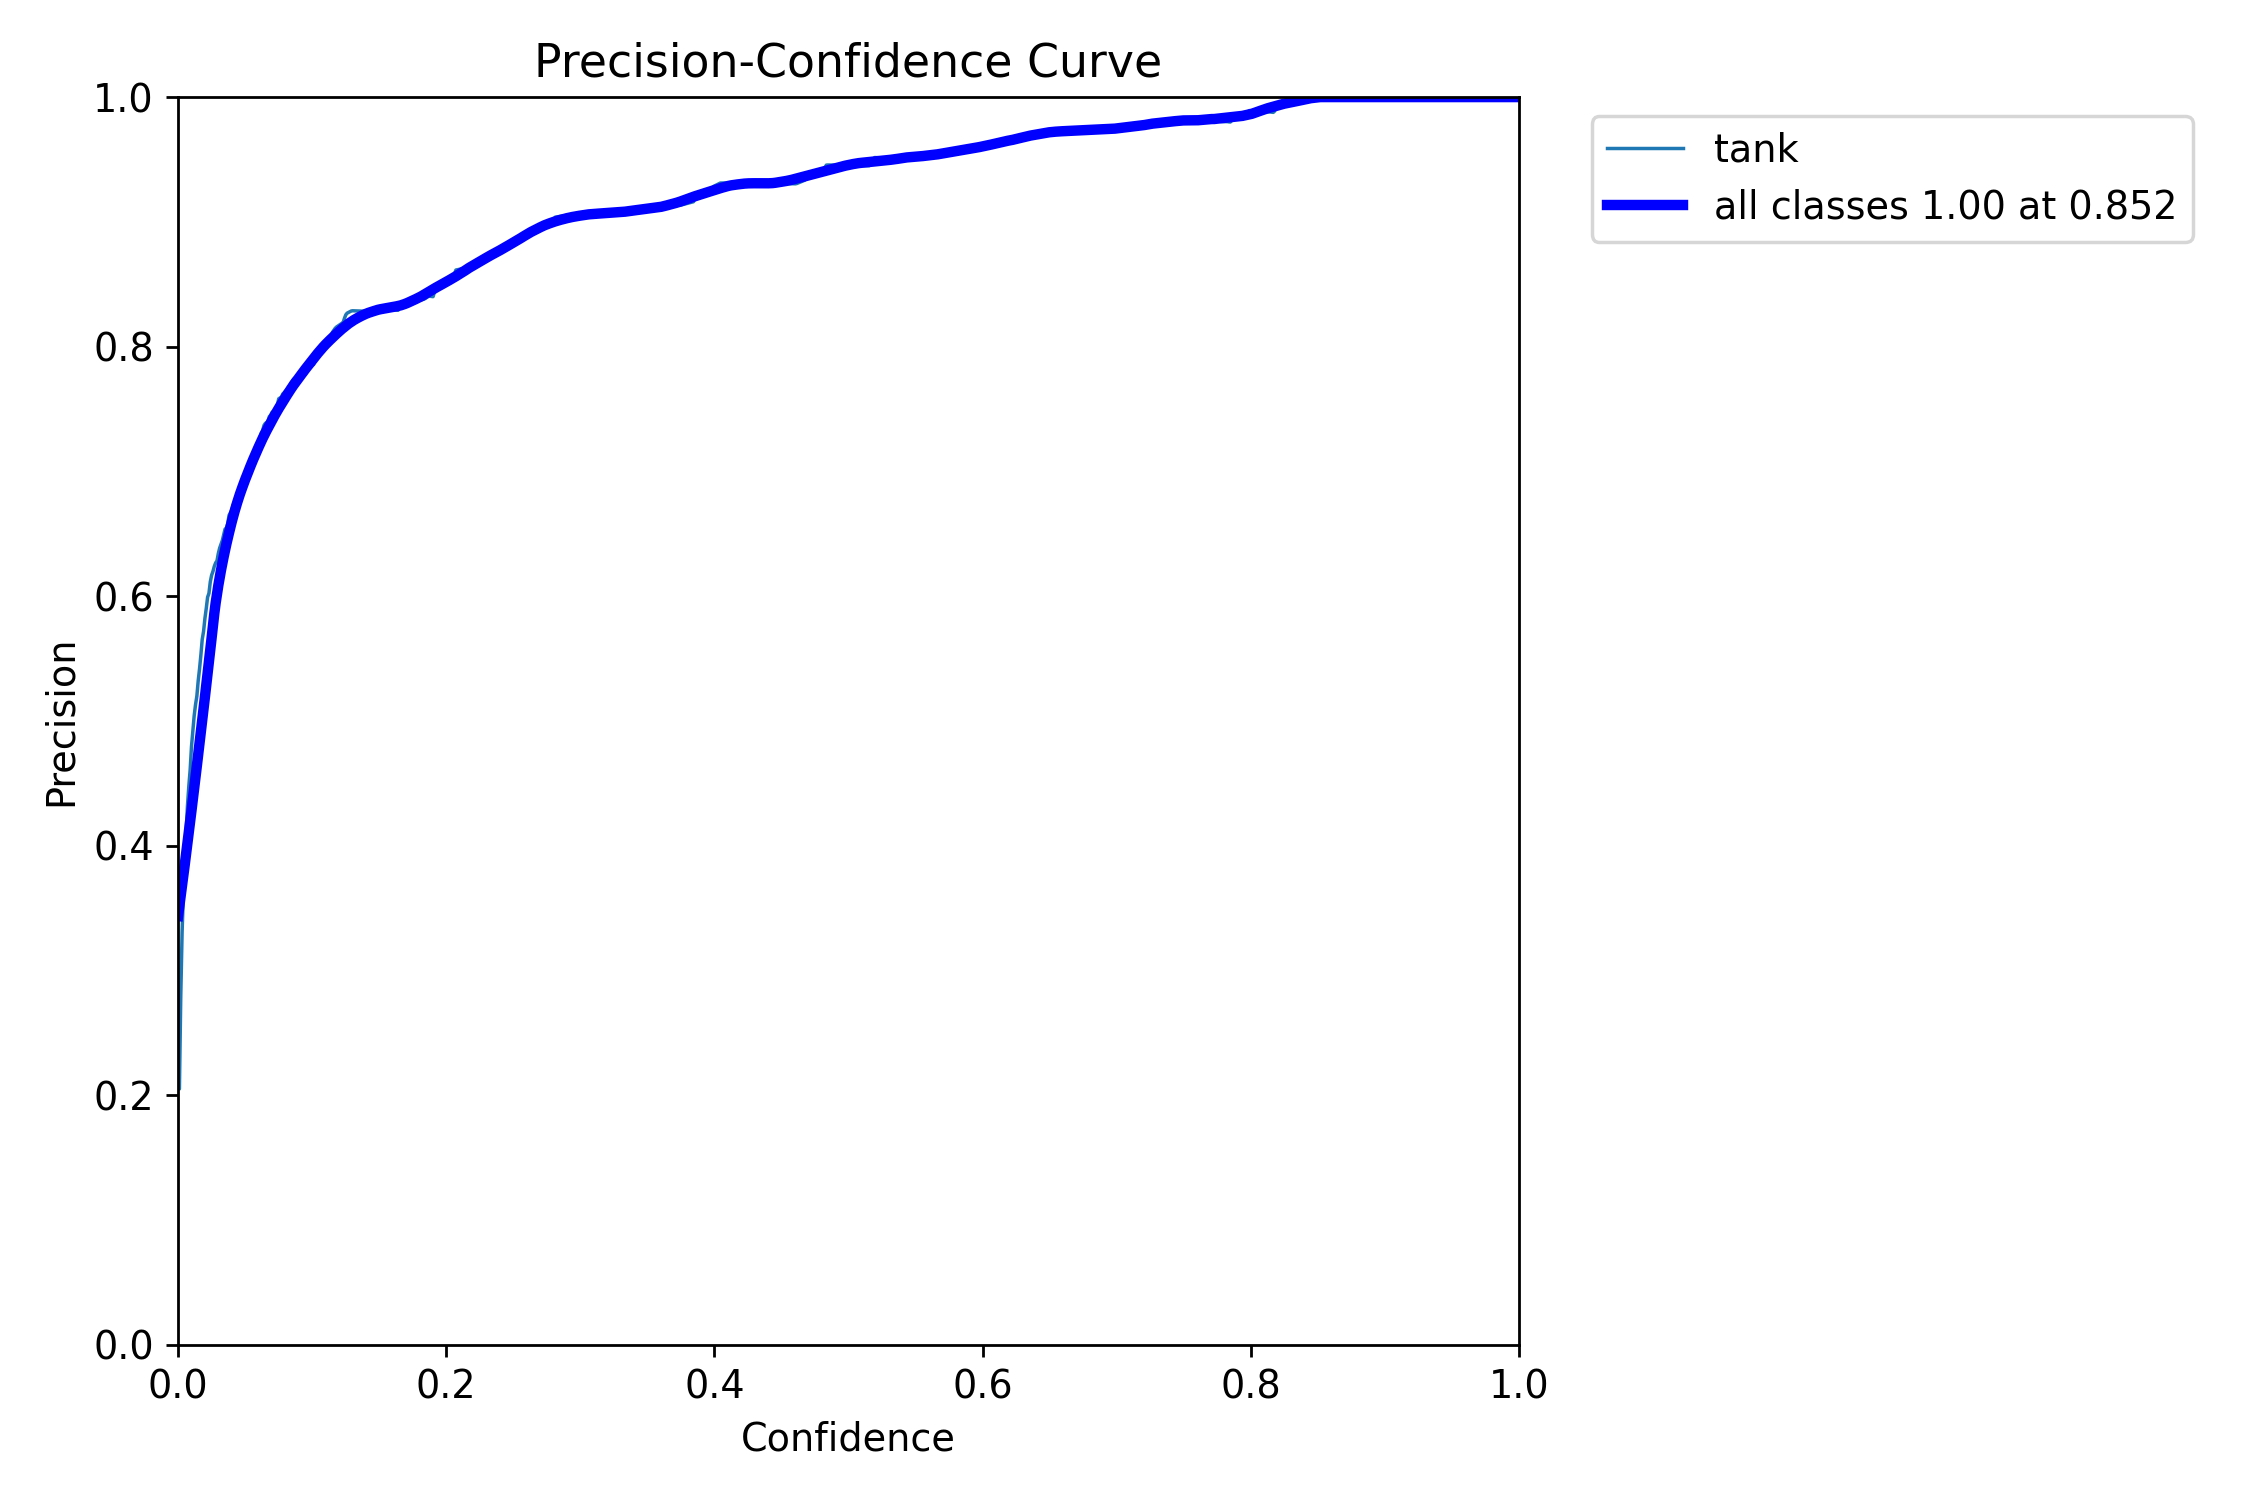 Precision-Confidence Curve
1.0
0.8
0.6
0.4
0.2
0.0
Precision
0.0 0.2 0.4 0.6 0.8 1.0
Confidence
tank
all classes 1.00 at 0.852